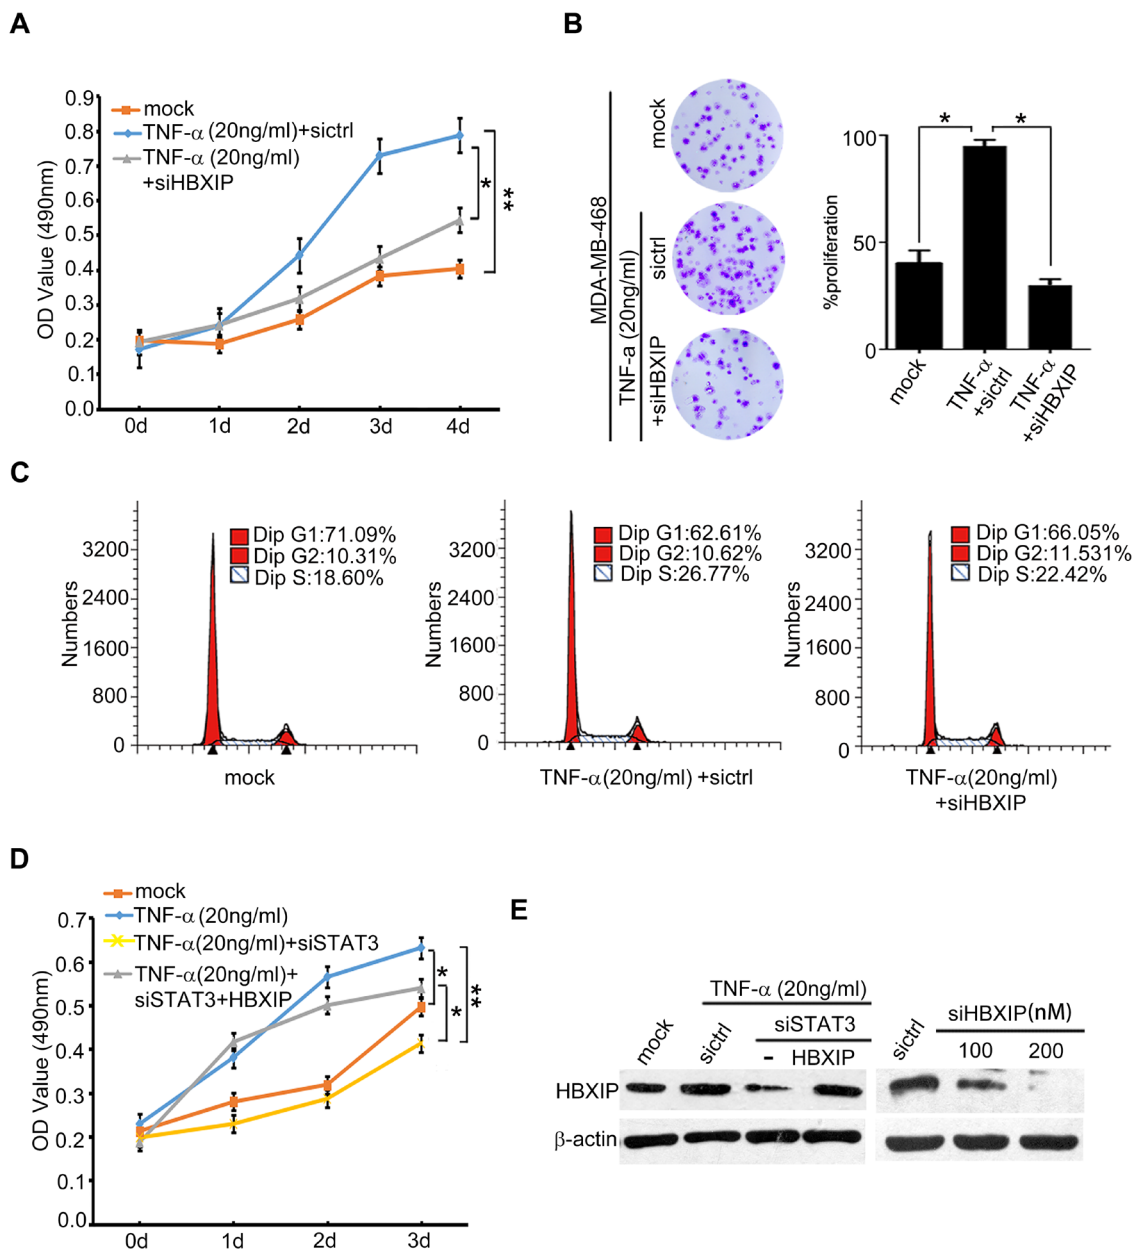 A
0.9
0.8
0.7
0.6
0.5
0.4
0.3
0.2
0.1
0.0
OD Value (490nm)
mock
TNF-α (20ng/ml)+sictrl
TNF-α (20ng/ml)
+siHBXIP
*
**
0d 1d 2d 3d 4d
B
MDA-MB-468
TNF-a (20ng/ml)
mock
sictrl
+siHBXIP
%proliferation
100
50
0
* *
mock
TNF-α
+sictrl
TNF-α
+siHBXIP
C
Numbers
3200
2400
1600
800
0
Dip G1:71.09%
Dip G2:10.31%
Dip S:18.60%
mock
Numbers
3200
2400
1600
800
0
Dip G1:62.61%
Dip G2:10.62%
Dip S:26.77%
TNF-α(20ng/ml) +sictrl
Numbers
3200
2400
1600
800
0
Dip G1:66.05%
Dip G2:11.531%
Dip S:22.42%
TNF-α(20ng/ml)
+siHBXIP
D
0.7
0.6
0.5
0.4
0.3
0.2
0.1
0.0
OD Value (490nm)
mock
TNF-α (20ng/ml)
TNF-α(20ng/ml)+siSTAT3
TNF-α(20ng/ml)+
siSTAT3+HBXIP
*
*
**
0d 1d 2d 3d
E
TNF-α (20ng/ml)
mock
sictrl
siSTAT3
- HBXIP
sictrl
siHBXIP(nM)
100 200
HBXIP
β-actin